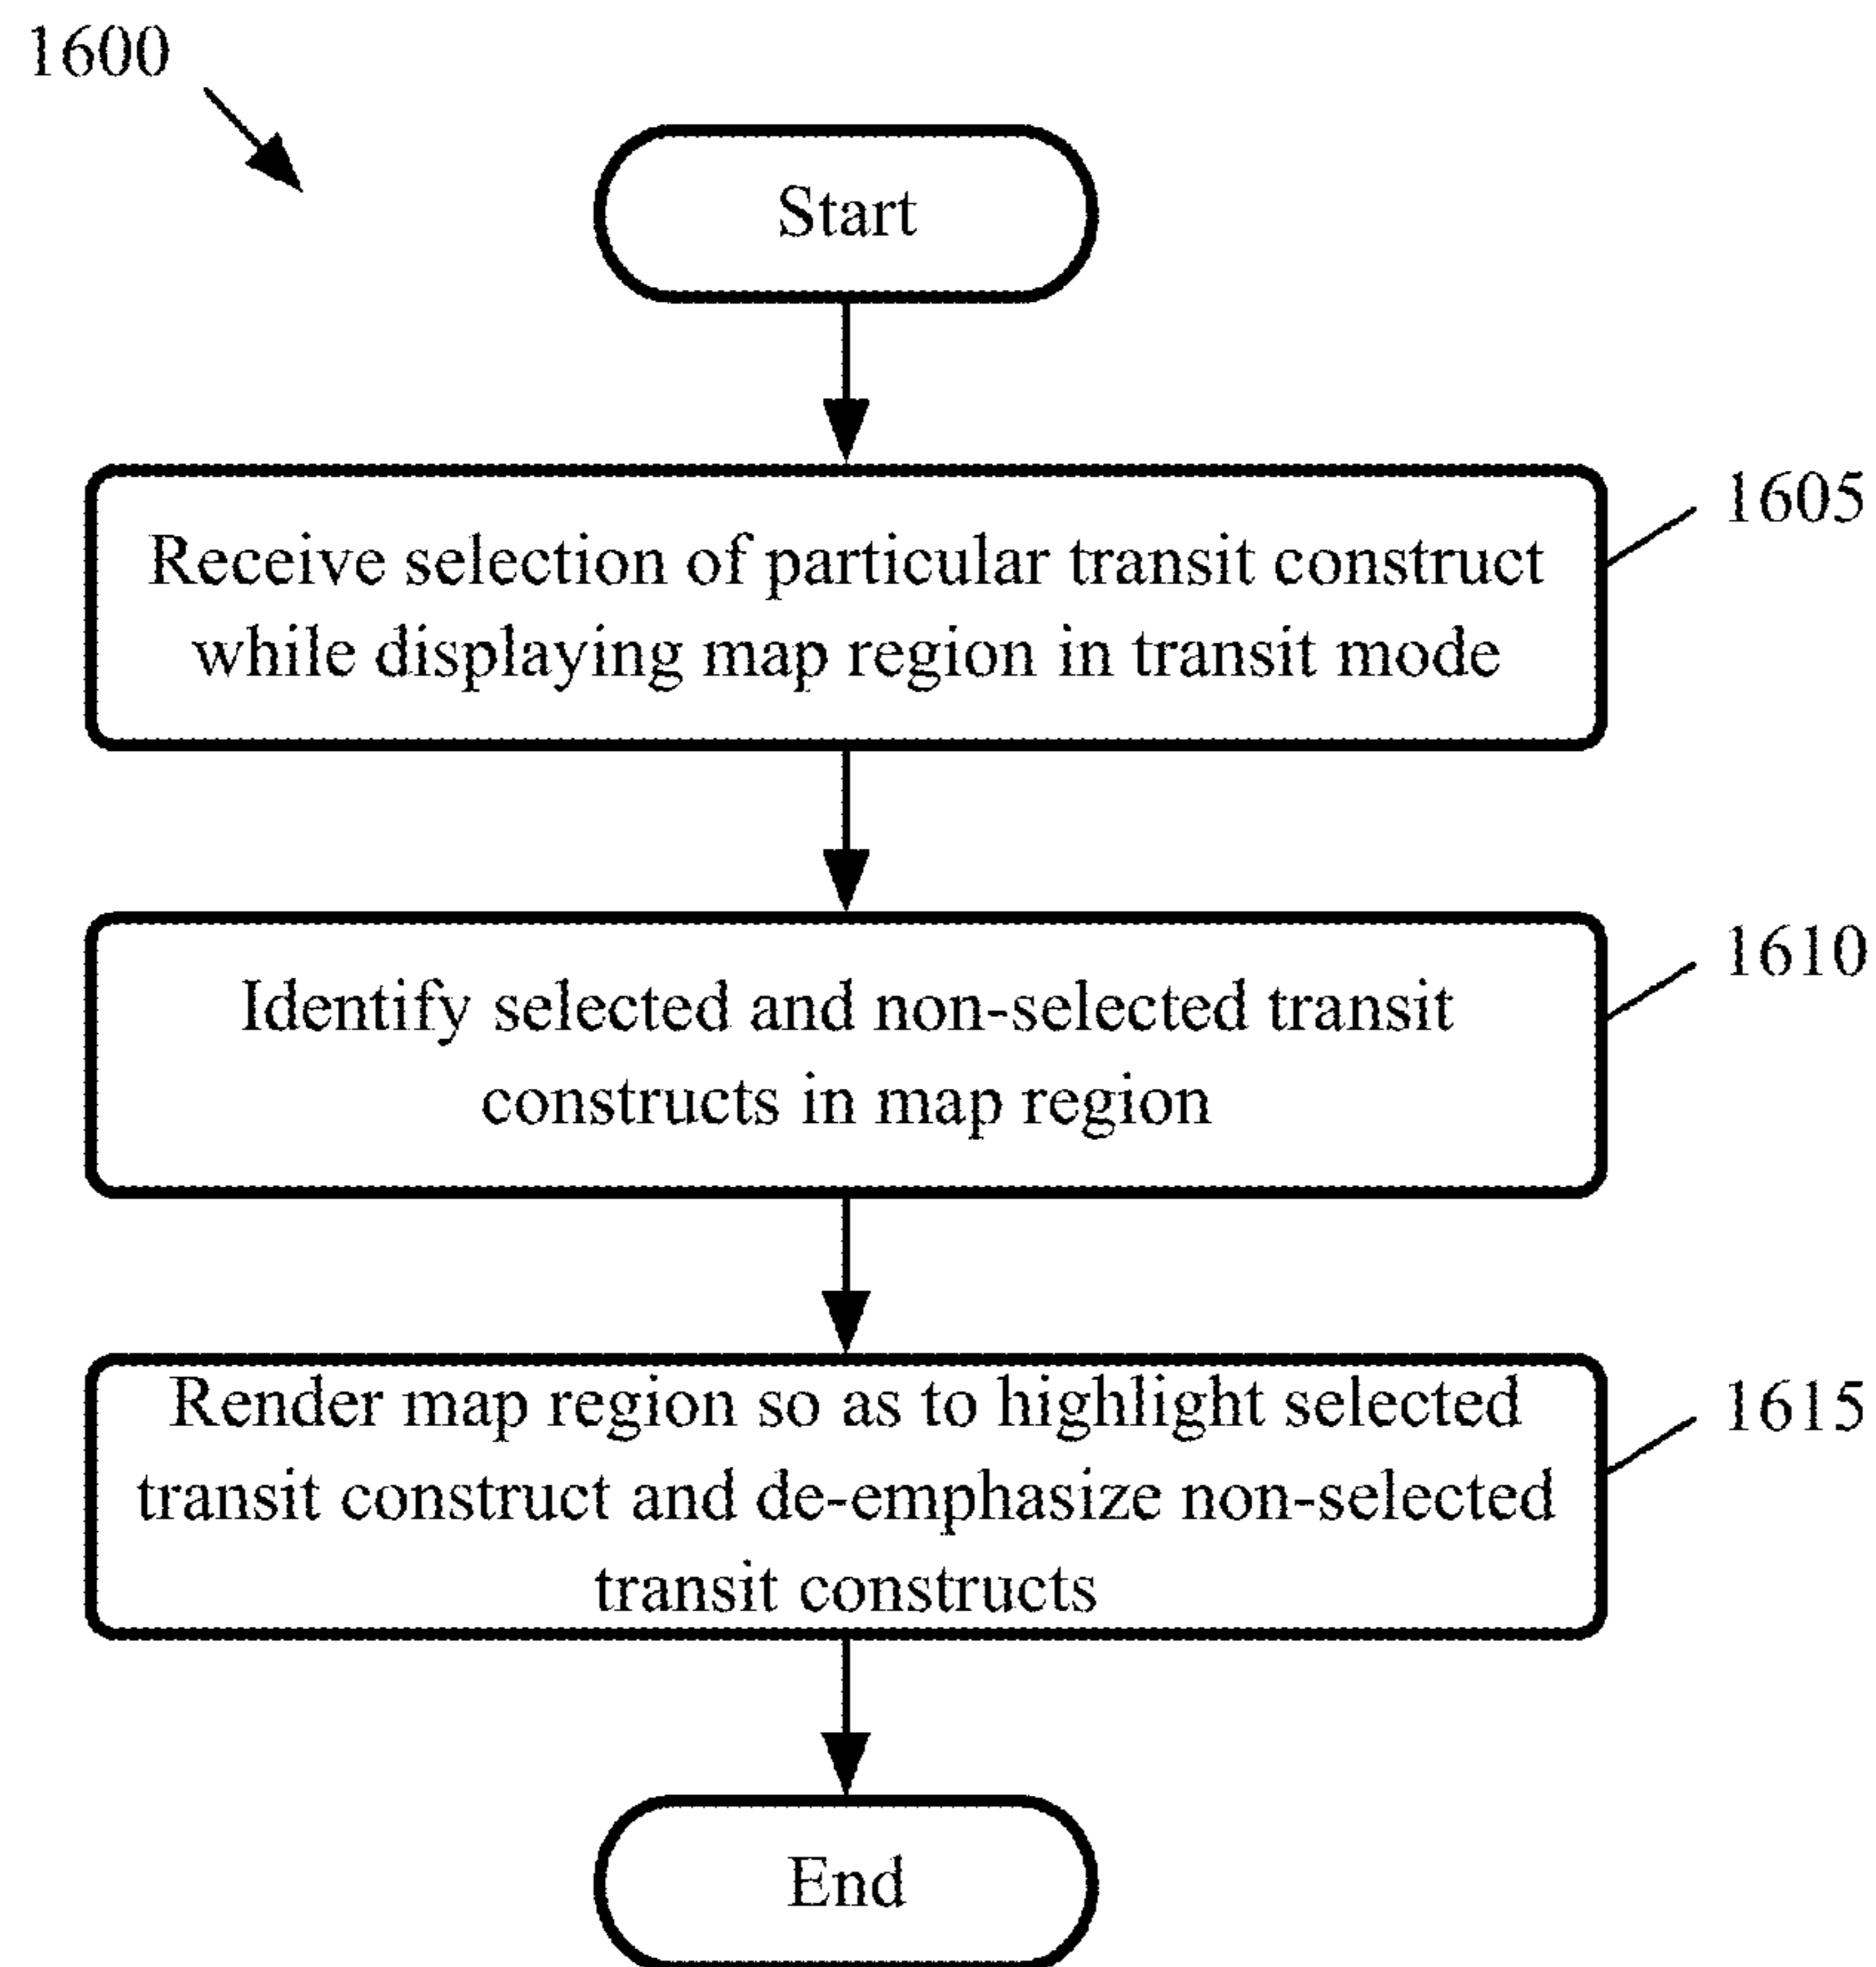 1600
Start
Receive selection of particular transit construct
while displaying map region in transit mode
1605
Identify selected and non-selected transit
constructs in map region
1610
Render map region so as to highlight selected
transit construct and de-emphasize non-selected
transit constructs
1615
End